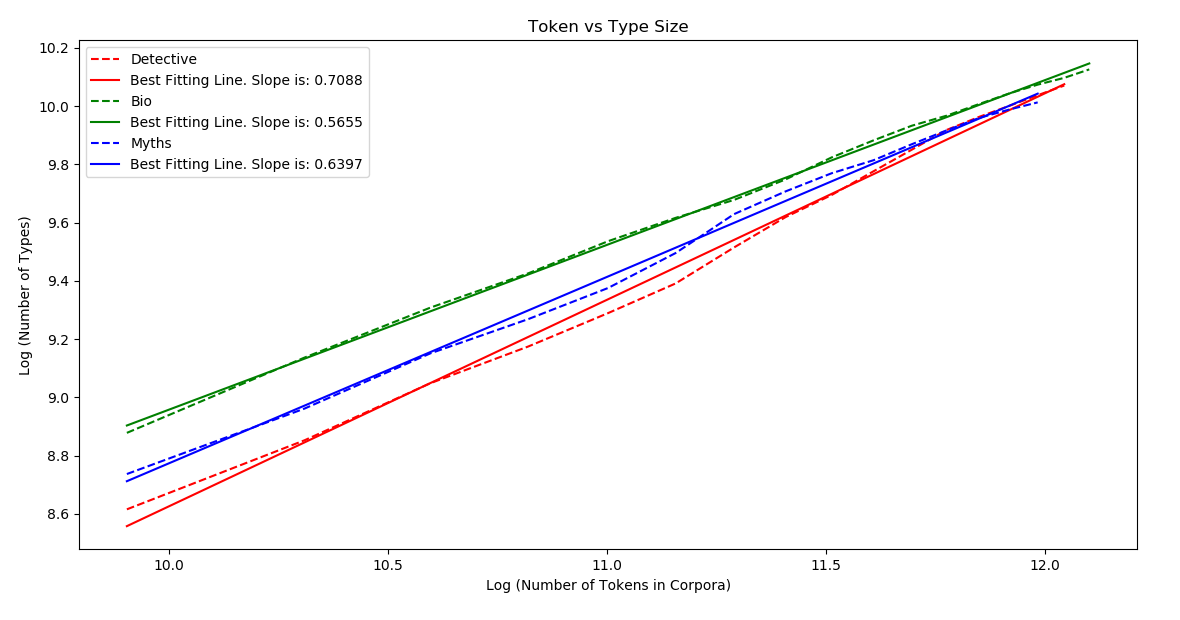 Token vs Type Size
Detective
Best Fitting Line. Slope is: 0.7088
Bio
Best Fitting Line. Slope is: 0.5655
Myths
Best Fitting Line. Slope is: 0.6397
Log (Number of Types)
10.2
10.0
9.8
9.6
9.4
9.2
9.0
8.8
8.6
10.0
10.5
11.0
11.5
12.0
Log (Number of Tokens in Corpora)